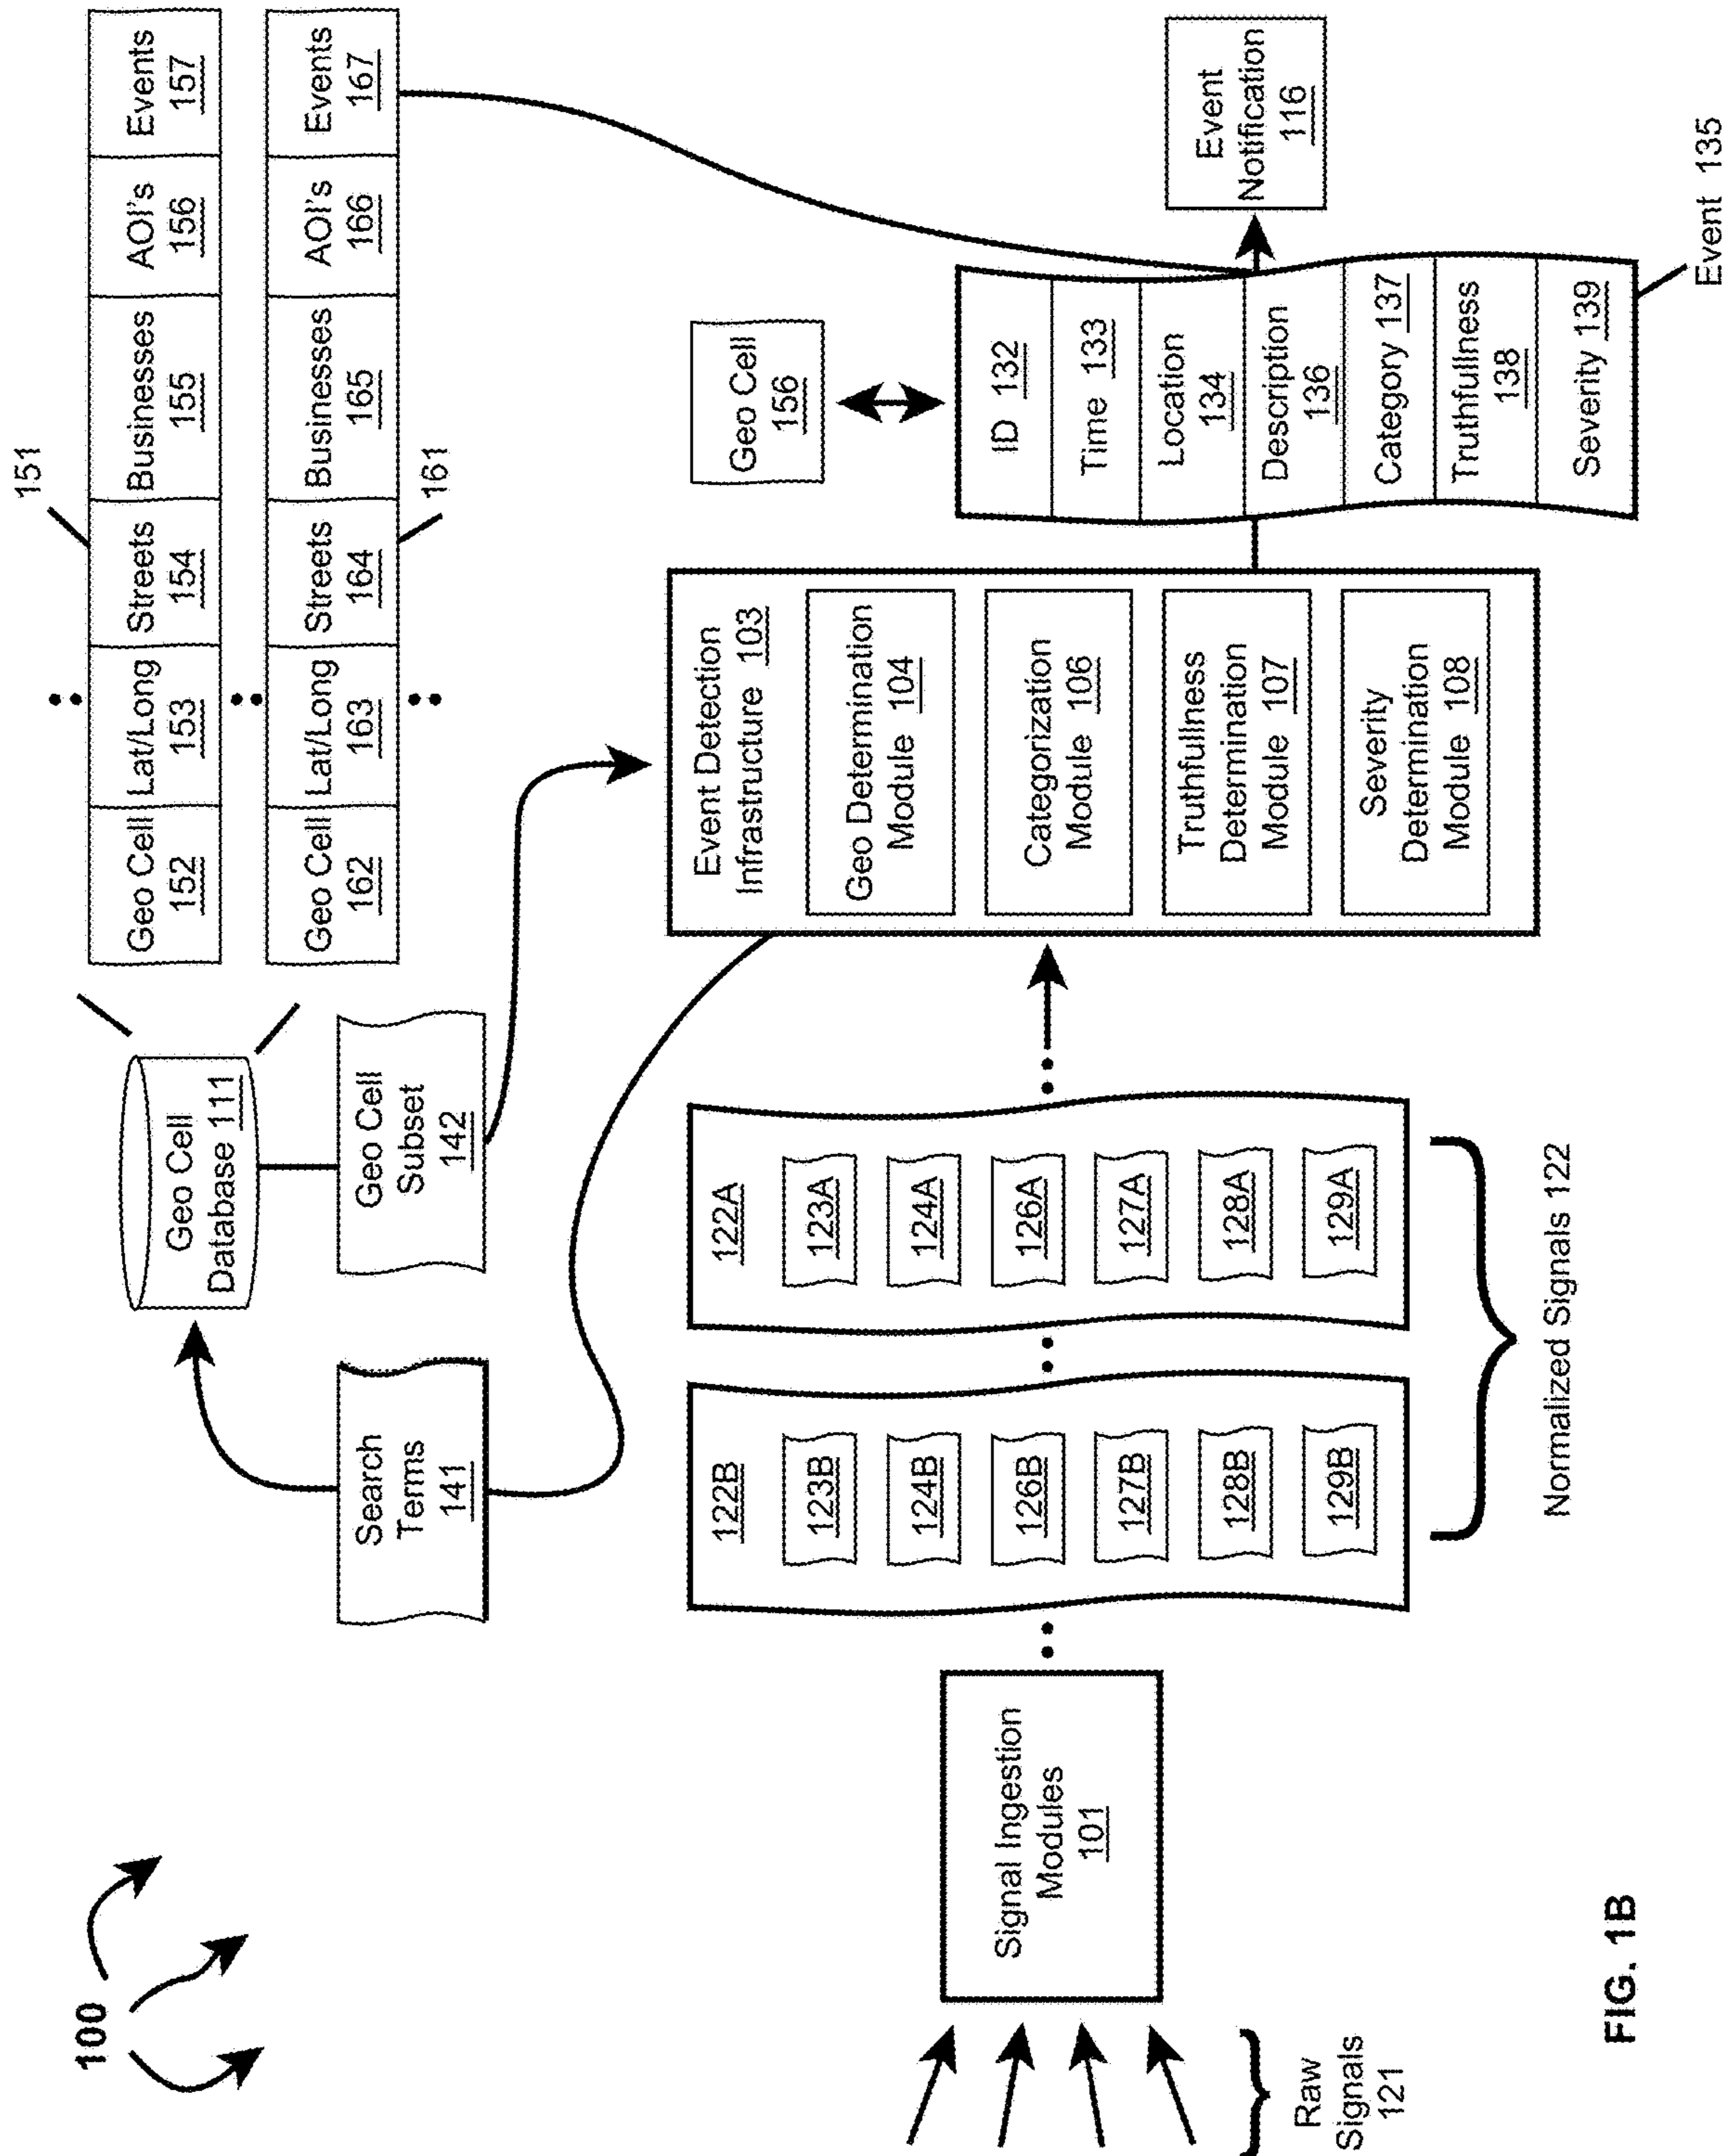 100
151
Geo Cell
152
Lat/Long
153
Streets
154
Businesses
155
AOI's
156
Events
157
Geo Cell
162
Lat/Long
163
Streets
164
Businesses
165
AOI's
166
Events
167
161
Geo Cell
Database 111
Search
Terms
141
Geo Cell
Subset
142
Raw
Signals
121
Signal Ingestion
Modules
101
122B
123B
124B
126B
127B
128B
129B
122A
123A
124A
126A
127A
128A
129A
Normalized Signals 122
Event Detection
Infrastructure 103
Geo Determination
Module 104
Categorization
Module 106
Truthfullness
Determination
Module 107
Severity
Determination
Module 108
Geo Cell
156
ID 132
Time 133
Location
134
Description
136
Category 137
Truthfullness
138
Severity 139
Event 135
Event
Notification
116
FIG. 1B